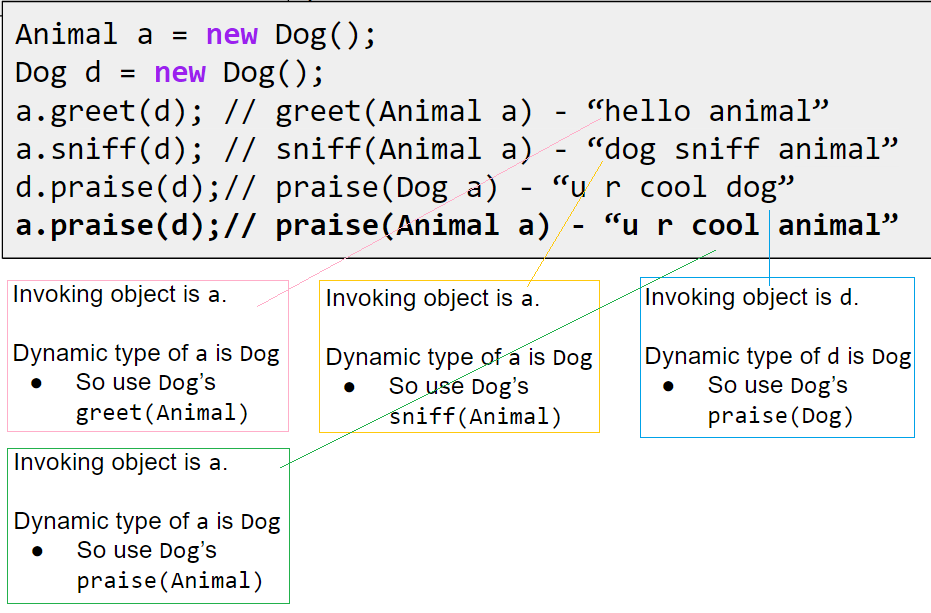 Animal a = new Dog();
Dog d = new Dog();
a.greet(d); // greet(Animal a) - “hello animal”
a.sniff(d); // sniff(Animal a) - “dog sniff animal”
d.praise(d);// praise(Dog a) - “u r cool dog”
a.praise(d);// praise(Animal a) - “u r cool animal”
Invoking object is a.
Dynamic type of a is Dog
● So use Dog’s
greet(Animal)
Invoking object is a.
Dynamic type of a is Dog
● So use Dog’s
sniff(Animal)
Invoking object is d.
Dynamic type of d is Dog
● So use Dog’s
praise(Dog)
Invoking object is a.
Dynamic type of a is Dog
● So use Dog’s
praise(Animal)